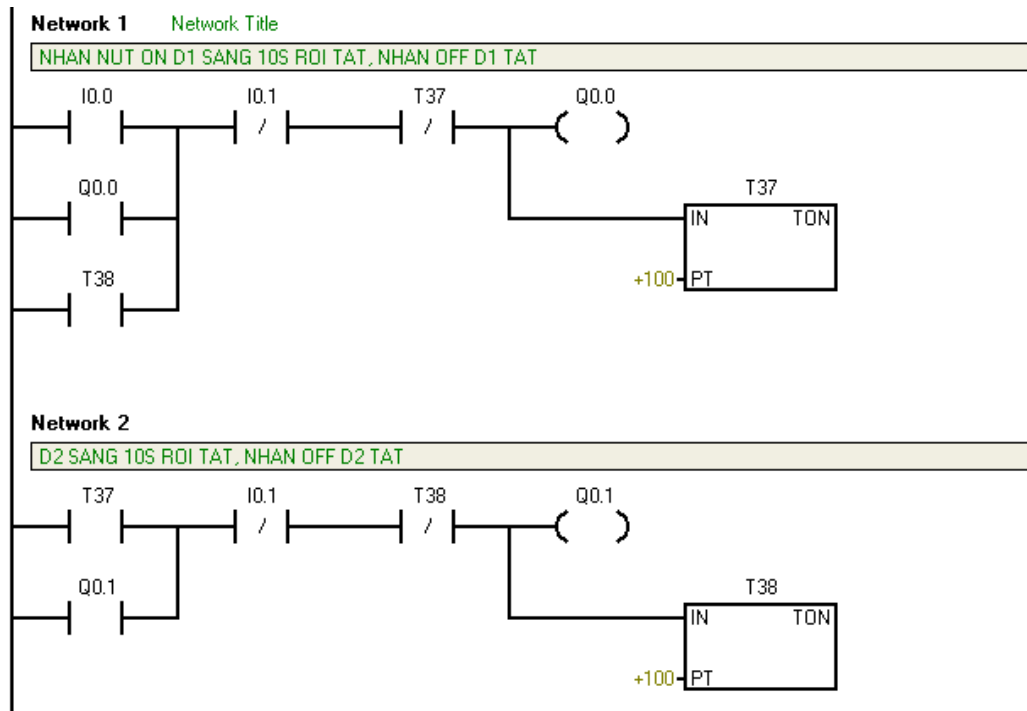 Network 1 Network Title
NHAN NUT ON D1 SANG 10S ROI TAT, NHAN OFF D1 TAT
I0.0 I0.1 T37 Q0.0
/ /
Q0.0 T37
IN TON
T38 +100 PT
Network 2
D2 SANG 10S ROI TAT, NHAN OFF D2 TAT
T37 I0.1 T38 Q0.1
/ /
Q0.1 T38
IN TON
+100 PT